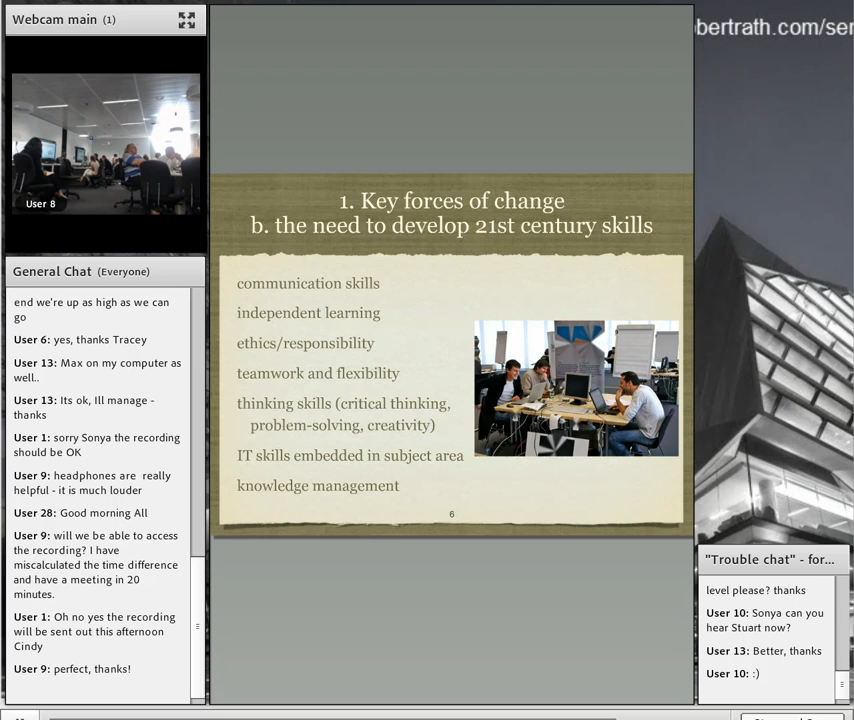 Webcam main (1)
User 8
General Chat (Everyone)
end we're up as high as we can
go
User 6: yes, thanks Tracey
User 13: Max on my computer as
well..
User 13: Its ok, Ill manage -
thanks
User 1: sorry Sonya the recording
should be OK
User 9: headphones are really
helpful - it is much louder
User 28: Good morning All
User 9: will we be able to access
the recording? I have
miscalculated the time difference
and have a meeting in 20
minutes.
User 1: Oh no yes the recording
will be sent out this afternoon
Cindy
User 9: perfect, thanks!
1. Key forces of change
b. the need to develop 21st century skills
communication skills
independent learning
ethics/responsibility
teamwork and flexibility
thinking skills (critical thinking,
problem-solving, creativity)
IT skills embedded in subject area
knowledge management
6
bertrath.com/ser
"Trouble chat" - for...
level please? thanks
User 10: Sonya can you
hear Stuart now?
User 13: Better, thanks
User 10: :)